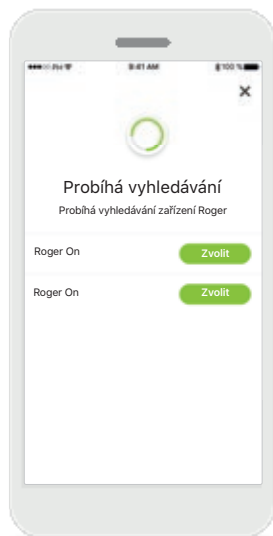 9:41 AM
100 %
Probíhá vyhledávání
Probíhá vyhledávání zařízení Roger
Roger On
Zvolit
Roger On
Zvolit